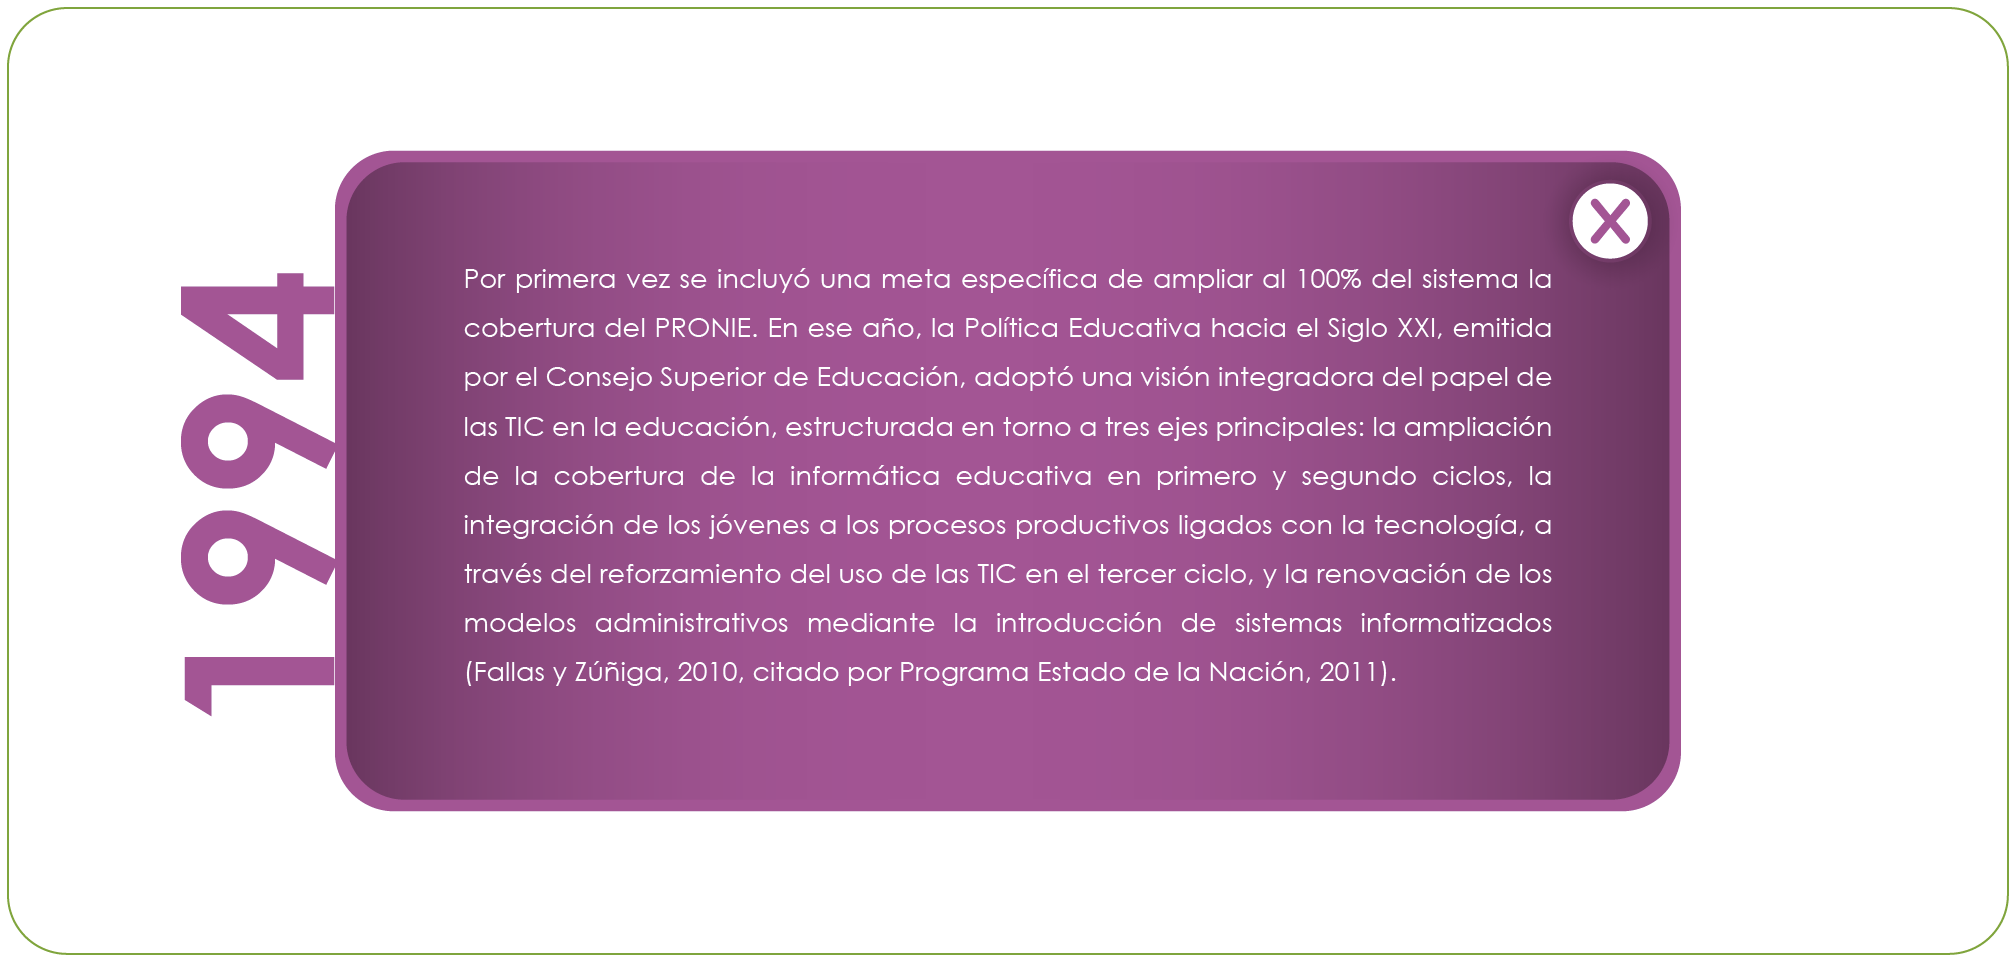 1994
X
Por primera vez se incluyó una meta específica de ampliar al 100% del sistema la
cobertura del PRONIE. En ese año, la Política Educativa hacia el Siglo XXI, emitida
por el Consejo Superior de Educación, adoptó una visión integradora del papel de
las TIC en la educación, estructurada en torno a tres ejes principales: la ampliación
de la cobertura de la informática educativa en primero y segundo ciclos, la
integración de los jóvenes a los procesos productivos ligados con la tecnología, a
través del reforzamiento del uso de las TIC en el tercer ciclo, y la renovación de los
modelos administrativos mediante la introducción de sistemas informatizados
(Fallas y Zúñiga, 2010, citado por Programa Estado de la Nación, 2011).